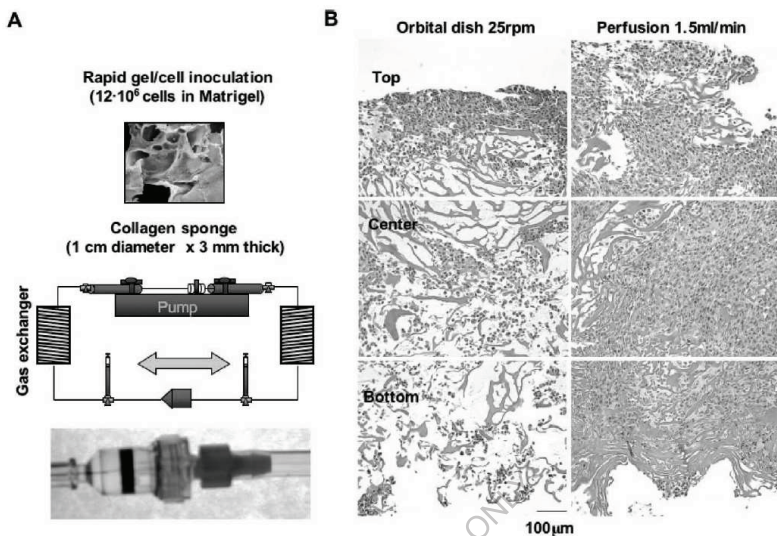 A
Rapid gel/cell inoculation
(12·10⁶ cells in Matrigel)
Collagen sponge
(1 cm diameter x 3 mm thick)
Pump
Gas exchanger
B
Orbital dish 25rpm
Perfusion 1.5ml/min
Top
Center
Bottom
100μm